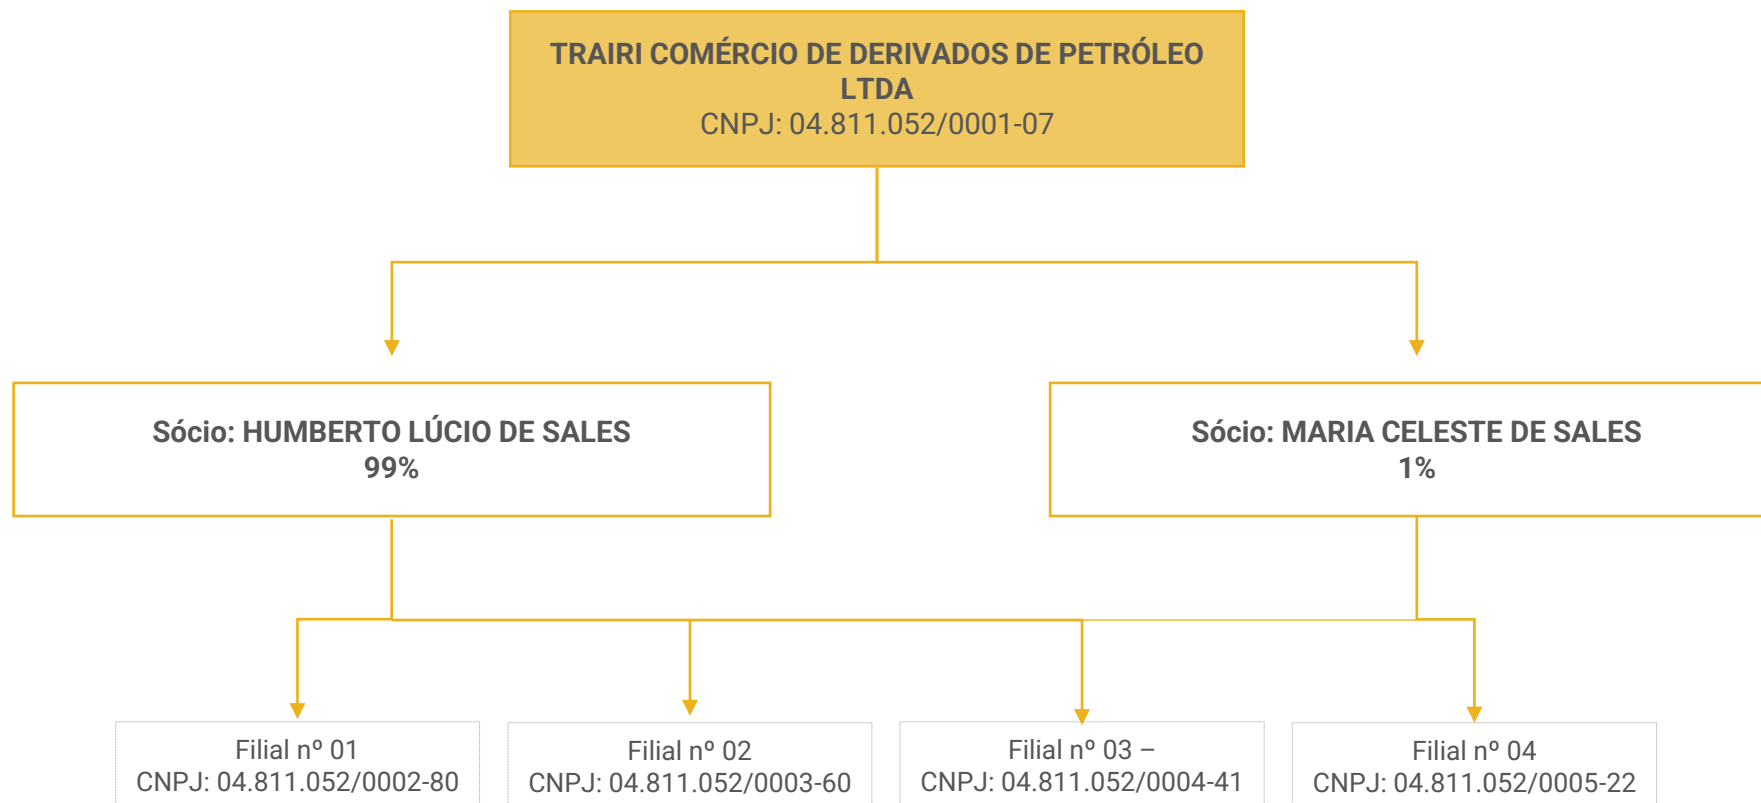 TRAIRI COMÉRCIO DE DERIVADOS DE PETRÓLEO
LTDA
CNPJ: 04.811.052/0001-07
Sócio: HUMBERTO LÚCIO DE SALES
99%
Sócio: MARIA CELESTE DE SALES
1%
Filial nº 01
CNPJ: 04.811.052/0002-80
Filial nº 02
CNPJ: 04.811.052/0003-60
Filial nº 03 –
CNPJ: 04.811.052/0004-41
Filial nº 04
CNPJ: 04.811.052/0005-22